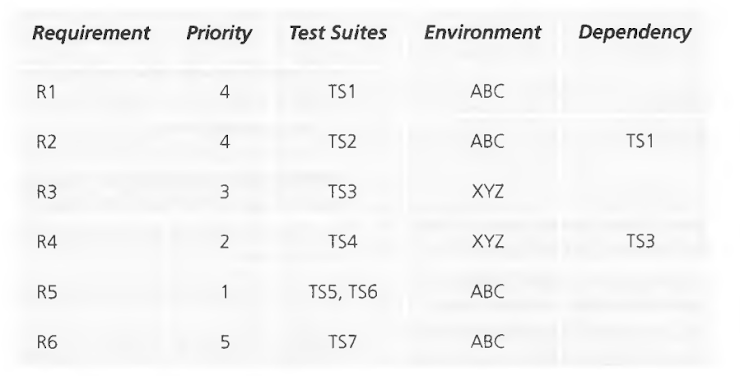 Requirement Priority Test Suites Environment Dependency
R1 4 TS1 ABC
R2 4 TS2 ABC TS1
R3 3 TS3 XYZ
R4 2 TS4 XYZ TS3
R5 1 TS5, TS6 ABC
R6 5 TS7 ABC